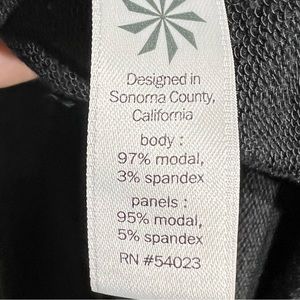 Designed in
Sonoma County,
California
body :
97% modal,
3% spandex
panels :
95% modal,
5% spandex
RN #54023